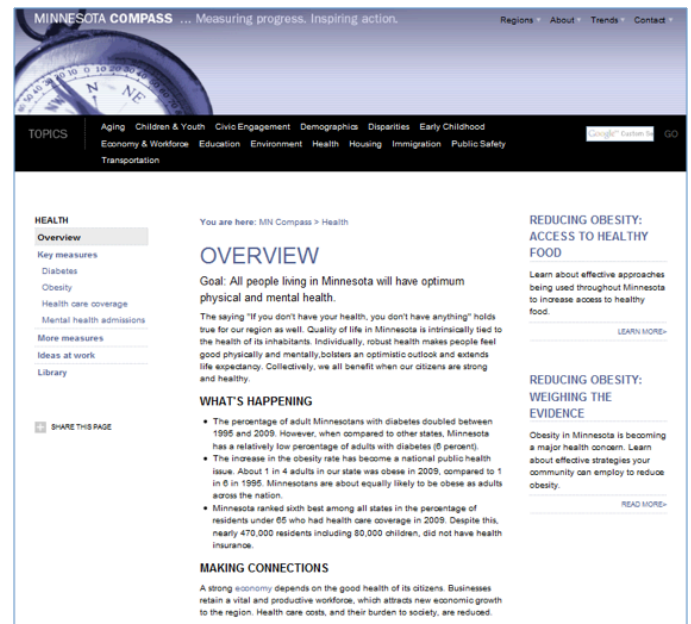 MINNESOTA COMPASS ... Measuring progress. Inspiring action.
Regions About Trends Contact
TOPICS
Aging Children & Youth Civic Engagement Demographics Disparities Early Childhood
Economy & Workforce Education Environment Health Housing Immigration Public Safety
Transportation
Google™ Custom Se GO
HEALTH
Overview
Key measures
Diabetes
Obesity
Health care coverage
Mental health admissions
More measures
Ideas at work
Library
SHARE THIS PAGE
You are here: MN Compass > Health
OVERVIEW
Goal: All people living in Minnesota will have optimum
physical and mental health.
The saying "If you don't have your health, you don't have anything" holds
true for our region as well. Quality of life in Minnesota is intrinsically tied to
the health of its inhabitants. Individually, robust health makes people feel
good physically and mentally,bolsters an optimistic outlook and extends
life expectancy. Collectively, we all benefit when our citizens are strong
and healthy.
WHAT'S HAPPENING
• The percentage of adult Minnesotans with diabetes doubled between
1995 and 2009. However, when compared to other states, Minnesota
has a relatively low percentage of adults with diabetes (6 percent).
• The increase in the obesity rate has become a national public health
issue. About 1 in 4 adults in our state was obese in 2009, compared to 1
in 6 in 1995. Minnesotans are about equally likely to be obese as adults
across the nation.
• Minnesota ranked sixth best among all states in the percentage of
residents under 65 who had health care coverage in 2009. Despite this,
nearly 470,000 residents including 80,000 children, did not have health
insurance.
MAKING CONNECTIONS
A strong economy depends on the good health of its citizens. Businesses
retain a vital and productive workforce, which attracts new economic growth
to the region. Health care costs, and their burden to society, are reduced.
REDUCING OBESITY:
ACCESS TO HEALTHY
FOOD
Learn about effective approaches
being used throughout Minnesota
to increase access to healthy
food.
LEARN MORE»
REDUCING OBESITY:
WEIGHING THE
EVIDENCE
Obesity in Minnesota is becoming
a major health concern. Learn
about effective strategies your
community can employ to reduce
obesity.
READ MORE»